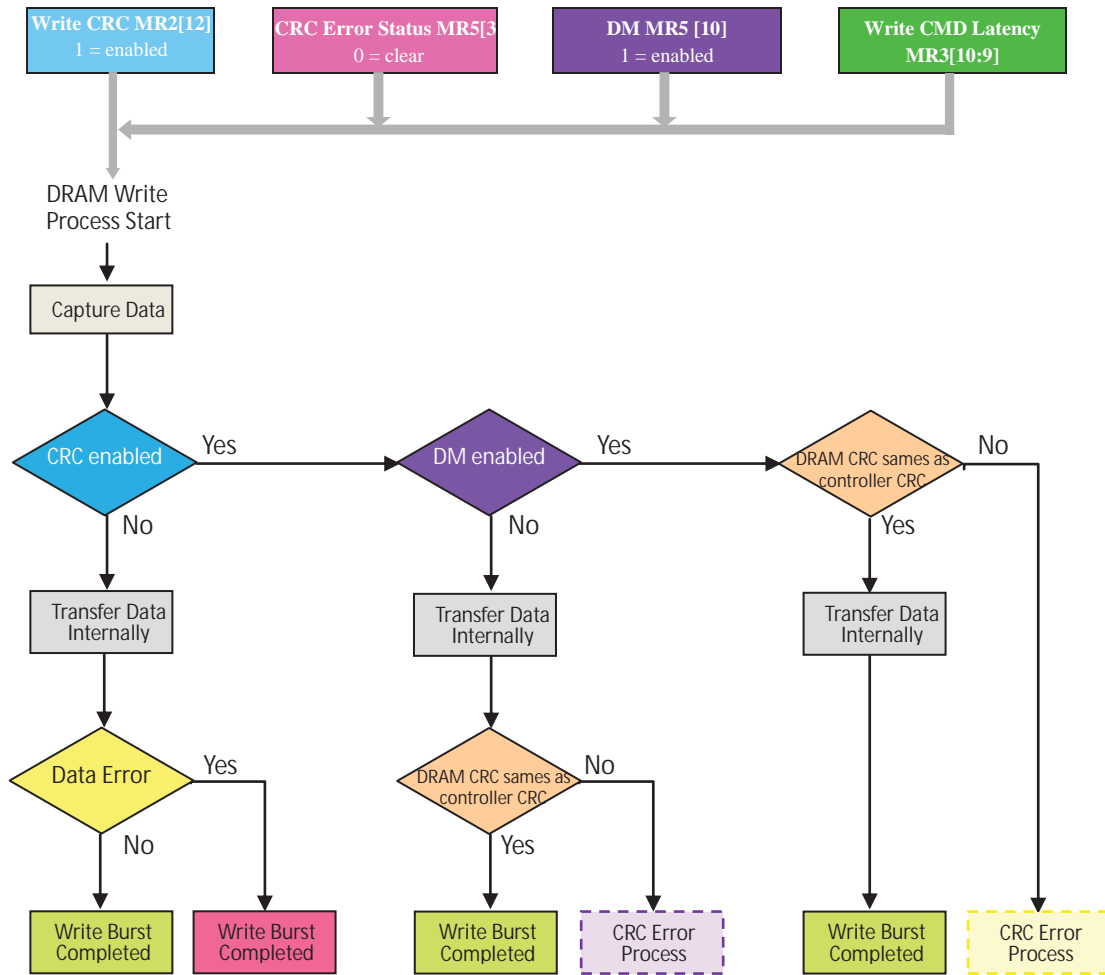 Write CRC MR2[12]
1 = enabled
CRC Error Status MR5[3
0 = clear
DM MR5 [10]
1 = enabled
Write CMD Latency
MR3[10:9]
DRAM Write
Process Start
Capture Data
CRC enabled
Yes
DM enabled
Yes
DRAM CRC sames as
controller CRC
No
No
No
Yes
Transfer Data
Internally
Transfer Data
Internally
Transfer Data
Internally
Data Error
Yes
DRAM CRC sames as
controller CRC
No
No
Yes
Write Burst
Completed
Write Burst
Completed
Write Burst
Completed
CRC Error
Process
Write Burst
Completed
CRC Error
Process